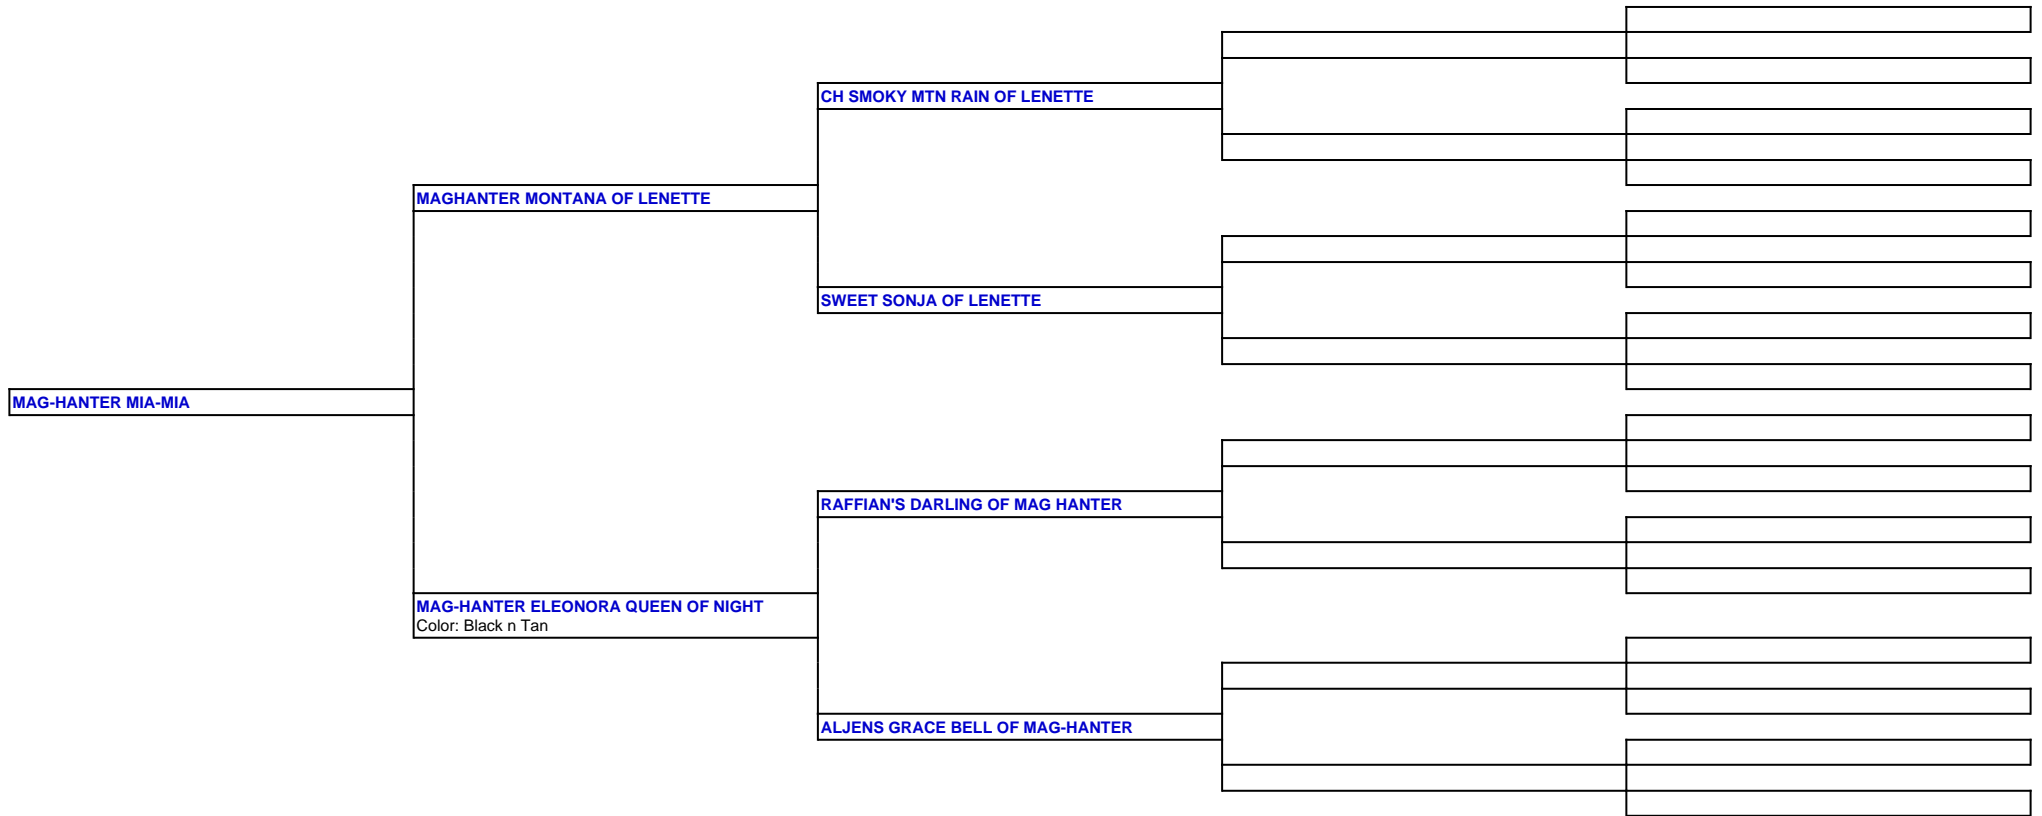 CH SMOKY MTN RAIN OF LENETTE
MAGHANTER MONTANA OF LENETTE
SWEET SONJA OF LENETTE
MAG-HANTER MIA-MIA
RAFFIAN'S DARLING OF MAG HANTER
MAG-HANTER ELEONORA QUEEN OF NIGHT
Color: Black n Tan
ALJENS GRACE BELL OF MAG-HANTER